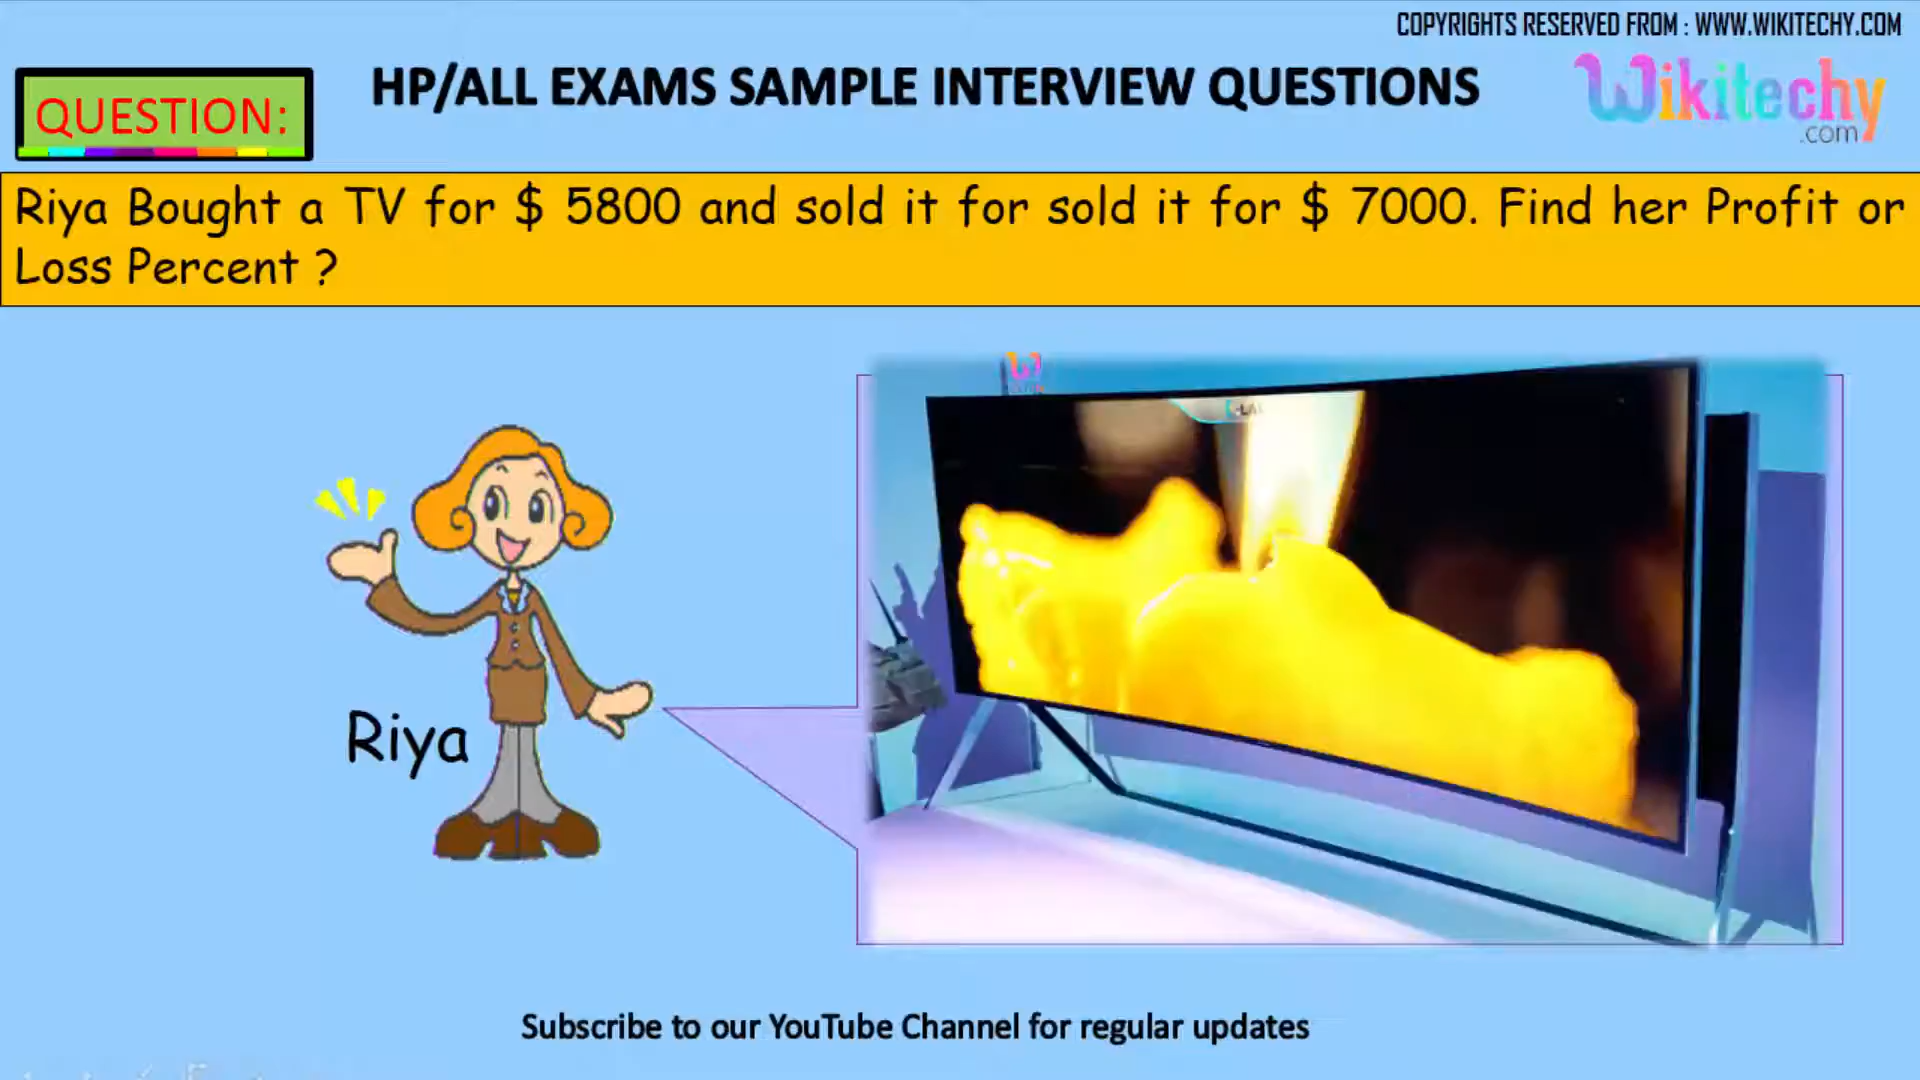 COPYRIGHTS RESERVED FROM : WWW.WIKITECHY.COM
HP/ALL EXAMS SAMPLE INTERVIEW QUESTIONS
Wikitechy
.com
QUESTION:
Riya Bought a TV for $ 5800 and sold it for sold it for $ 7000. Find her Profit or
Loss Percent ?
Riya
Subscribe to our YouTube Channel for regular updates